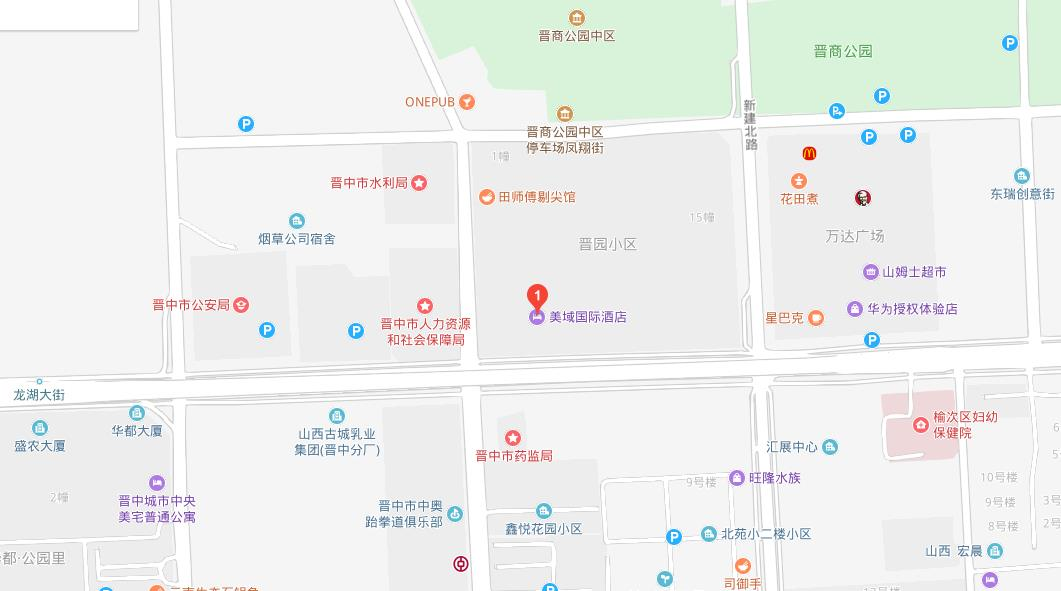 晋商公园中区
晋商公园
P
ONEPUB
P
P
P
新建北路
晋商公园中区
停车场凤翔街
P
P
1幢
晋中市水利局
田师傅剔尖馆
花田煮
东瑞创意街
15幢
烟草公司宿舍
晋园小区
万达广场
山姆士超市
1
晋中市公安局
美域国际酒店
华为授权体验店
星巴克
晋中市人力资源
和社会保障局
P
P
P
龙湖大街
华都大厦
盛农大厦
山西古城乳业
集团(晋中分厂)
榆次区妇幼
保健院
晋中市药监局
汇展中心
9号楼
旺隆水族
10号楼
2幢
晋中城市中央
美宅普通公寓
9号楼
晋中市中奥
跆拳道俱乐部
鑫悦花园小区
8号楼
P
北苑小二楼小区
都·公园里
山西 宏晨
司御手
P